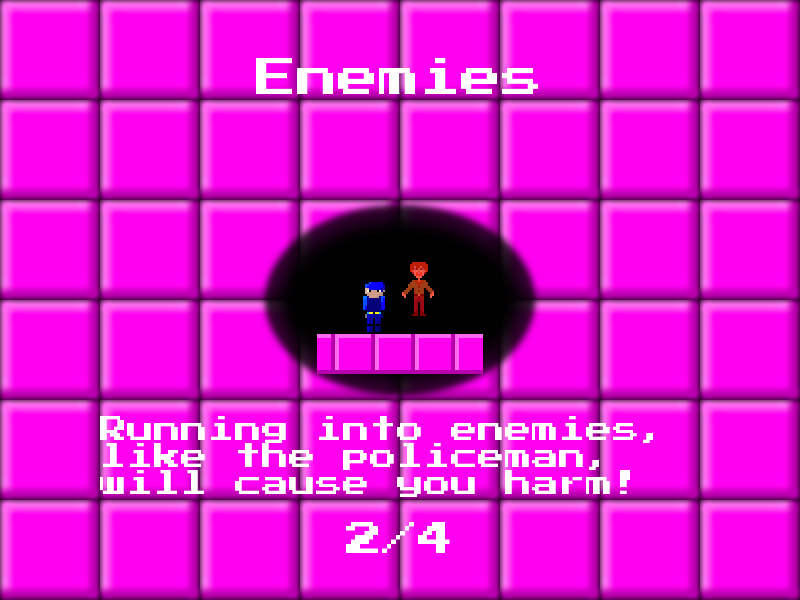 Enemies
Running into enemies,
like the policeman,
will cause you harm!
2/4